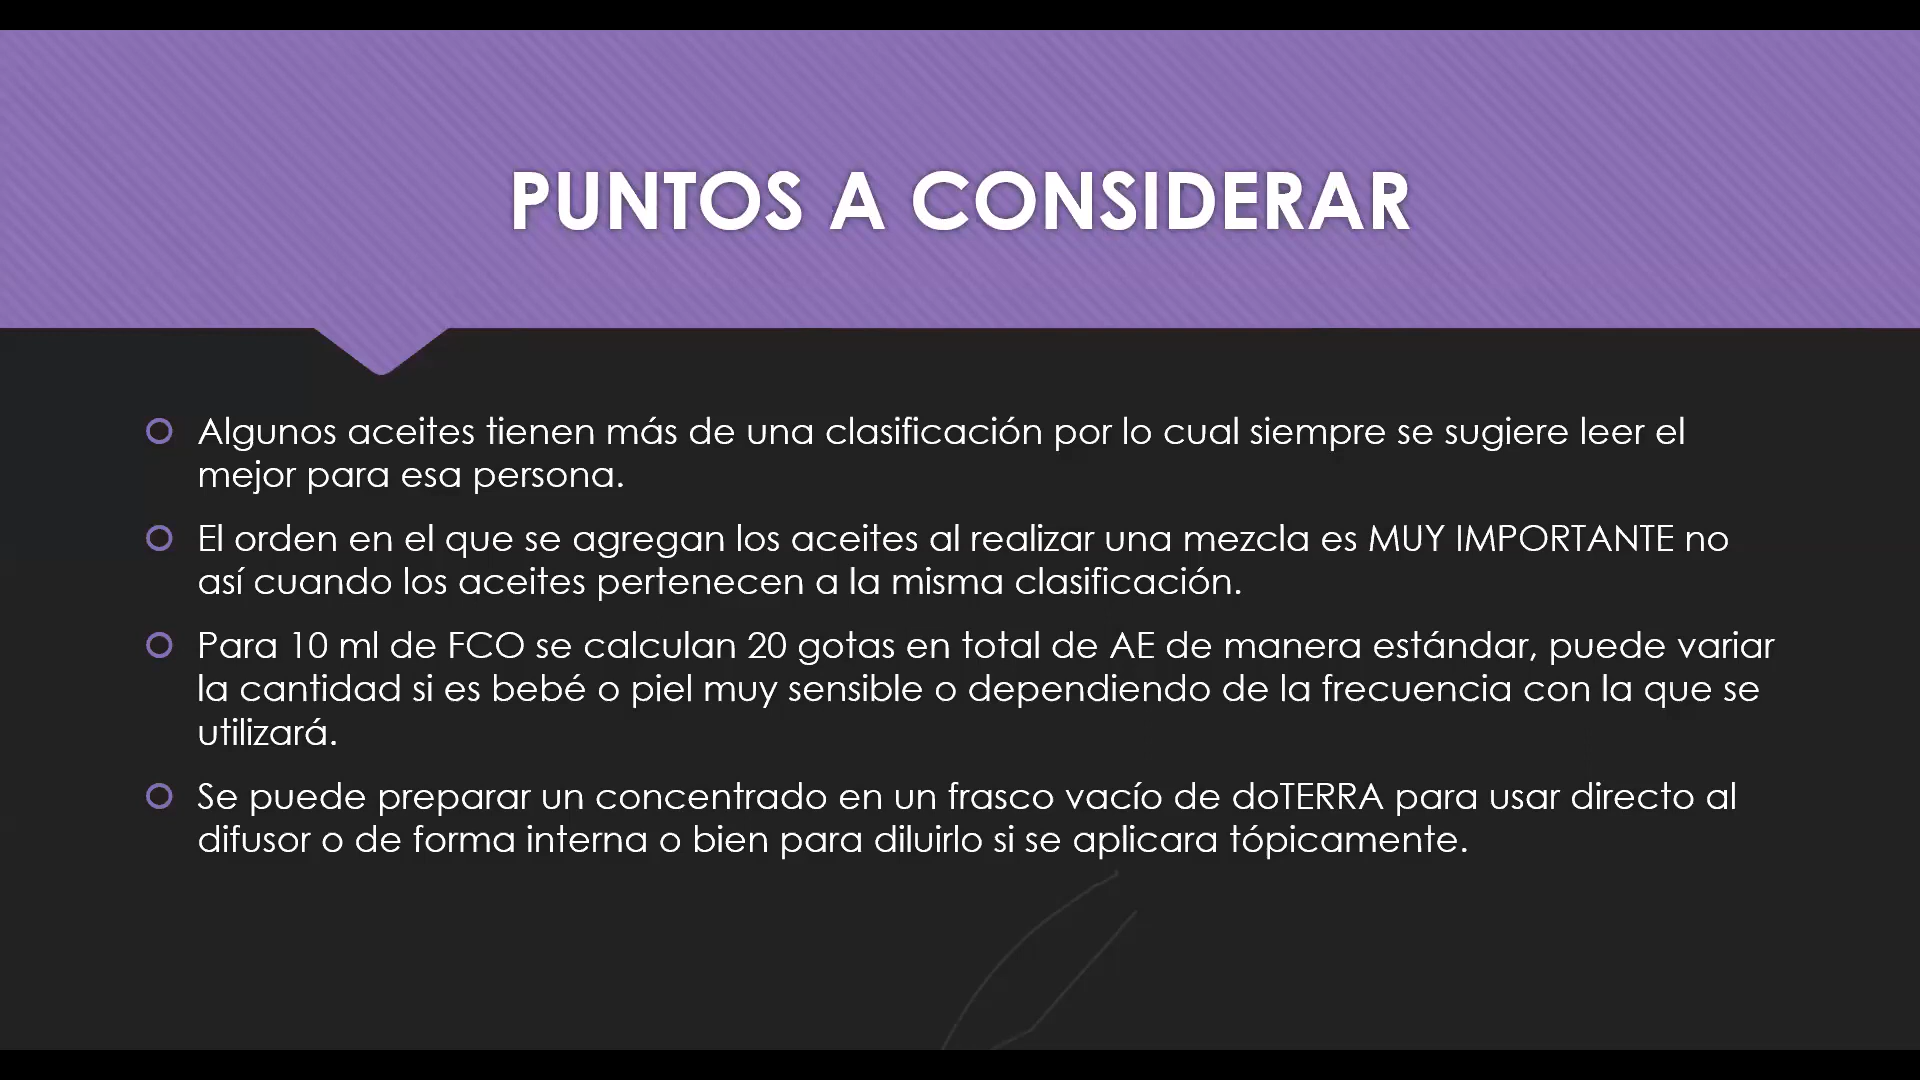 PUNTOS A CONSIDERAR
Algunos aceites tienen más de una clasificación por lo cual siempre se sugiere leer el
mejor para esa persona.
El orden en el que se agregan los aceites al realizar una mezcla es MUY IMPORTANTE no
así cuando los aceites pertenecen a la misma clasificación.
Para 10 ml de FCO se calculan 20 gotas en total de AE de manera estándar, puede variar
la cantidad si es bebé o piel muy sensible o dependiendo de la frecuencia con la que se
utilizará.
Se puede preparar un concentrado en un frasco vacío de doTERRA para usar directo al
difusor o de forma interna o bien para diluirlo si se aplicara tópicamente.